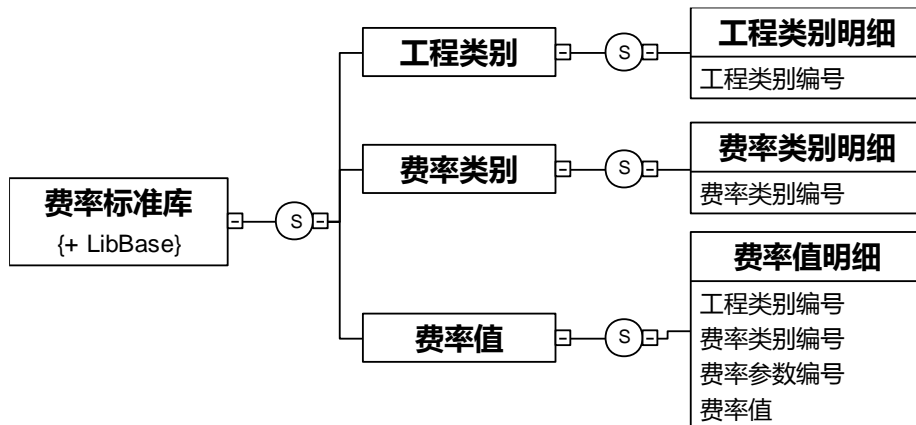 费率标准库
{+ LibBase}
S
工程类别
S
工程类别明细
工程类别编号
费率类别
S
费率类别明细
费率类别编号
费率值
S
费率值明细
工程类别编号
费率类别编号
费率参数编号
费率值